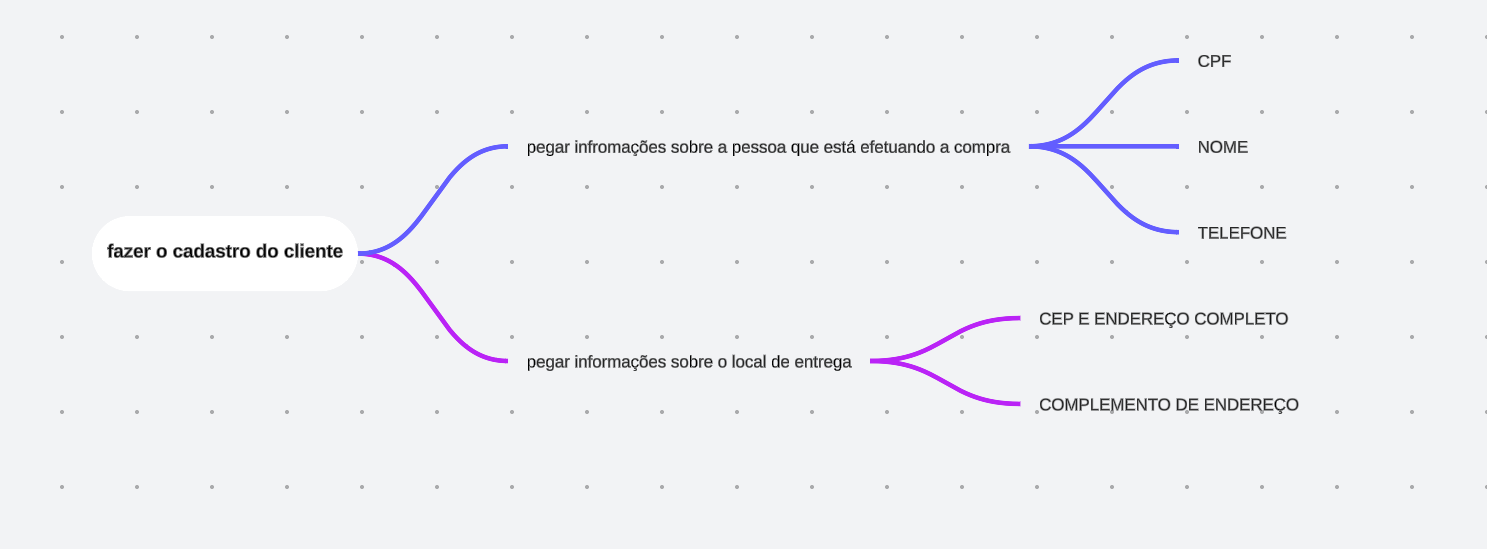 fazer o cadastro do cliente
pegar infromações sobre a pessoa que está efetuando a compra
CPF
NOME
TELEFONE
pegar informações sobre o local de entrega
CEP E ENDEREÇO COMPLETO
COMPLEMENTO DE ENDEREÇO